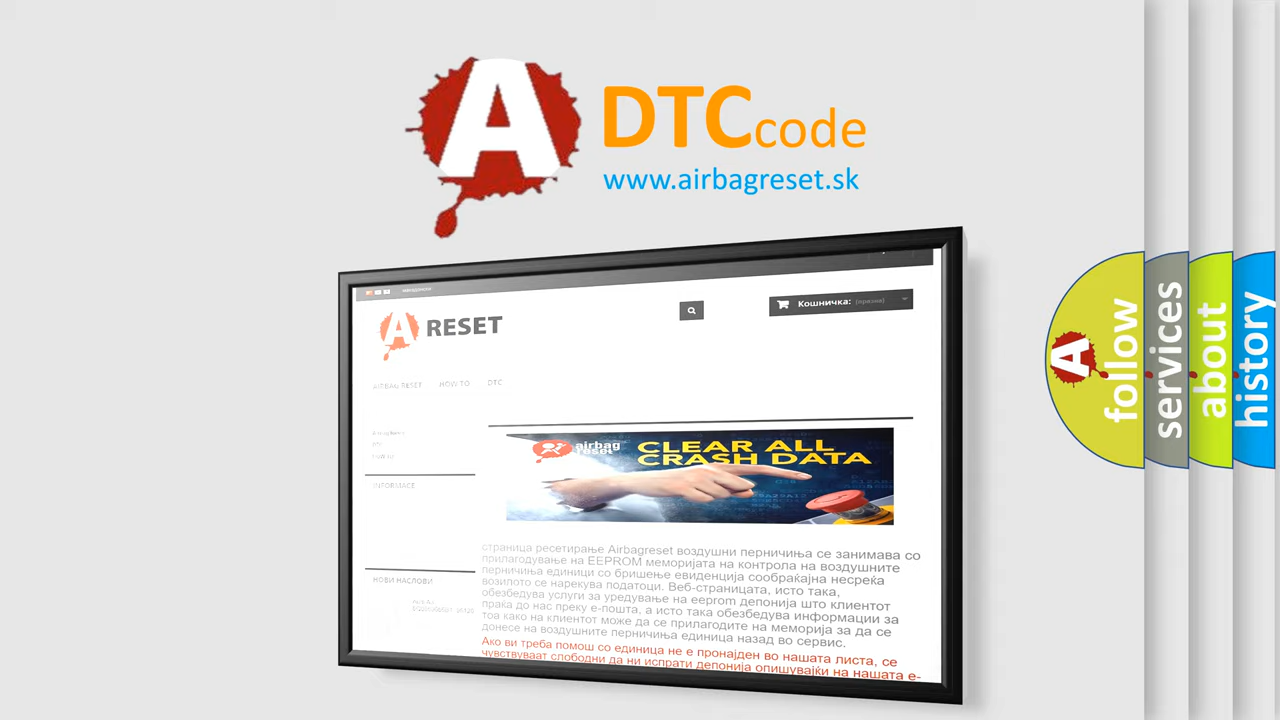 A DTC code
www.airbagreset.sk
A RESET
Кошничка: (празна)
AIRBAG RESET HOW TO DTC
INFORMACE
airbag reset CLEAR ALL
CRASH DATA
страница ресетирање Airbagreset воздушни перничиња се занимава со
прилагодување на EEPROM меморијата на контрола на воздушните
перничиња единици со бришење евиденција сообраќајна несреќа
возилото се нарекува податоци. Веб-страницата, исто така,
обезбедува услуги за уредување на eeprom депонија што клиентот
праќа до нас преку е-пошта, а исто така обезбедува информации за
тоа како на клиентот може да се прилагодите на меморија за да се
донесе на воздушните перничиња единица назад во сервис.
Ако ви треба помош со единица не е пронајден во нашата листа, се
чувствуваат слободни да ни испрати депонија опишувајќи на нашата е-
НОВИ НАСЛОВИ
A follow
services
about
history